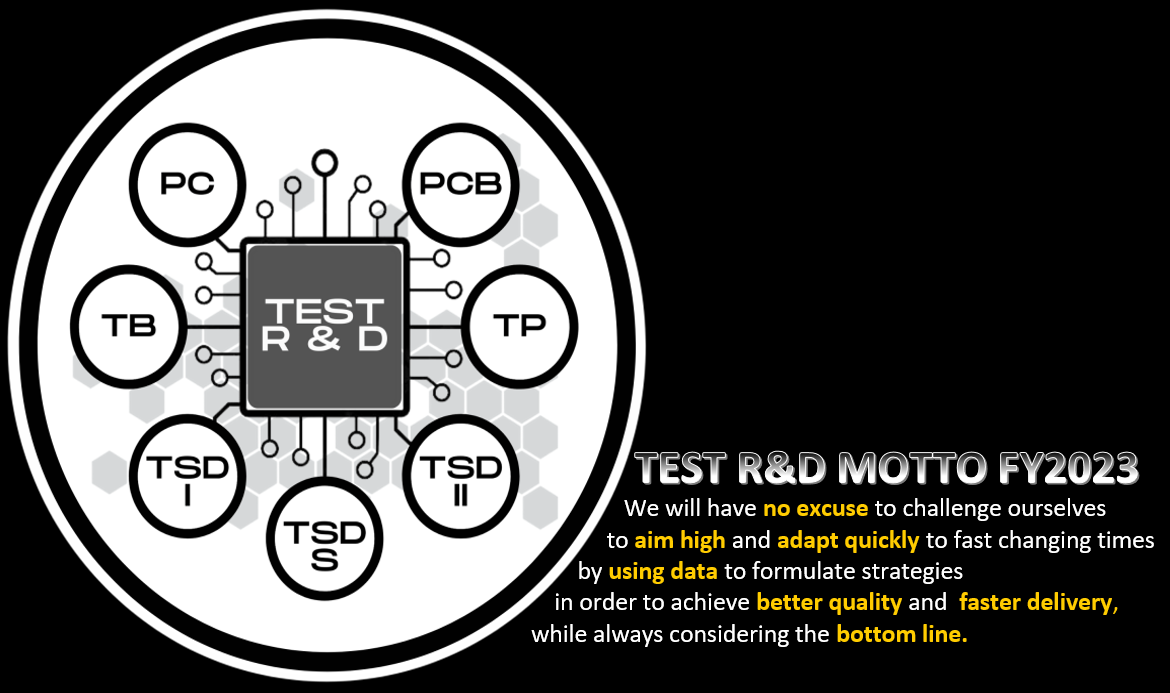 PC
PCB
TEST
R & D
TB
TP
TSD
I
TSD
II
TSD
S
TEST R&D MOTTO FY2023
We will have no excuse to challenge ourselves
to aim high and adapt quickly to fast changing times
by using data to formulate strategies
in order to achieve better quality and faster delivery,
while always considering the bottom line.